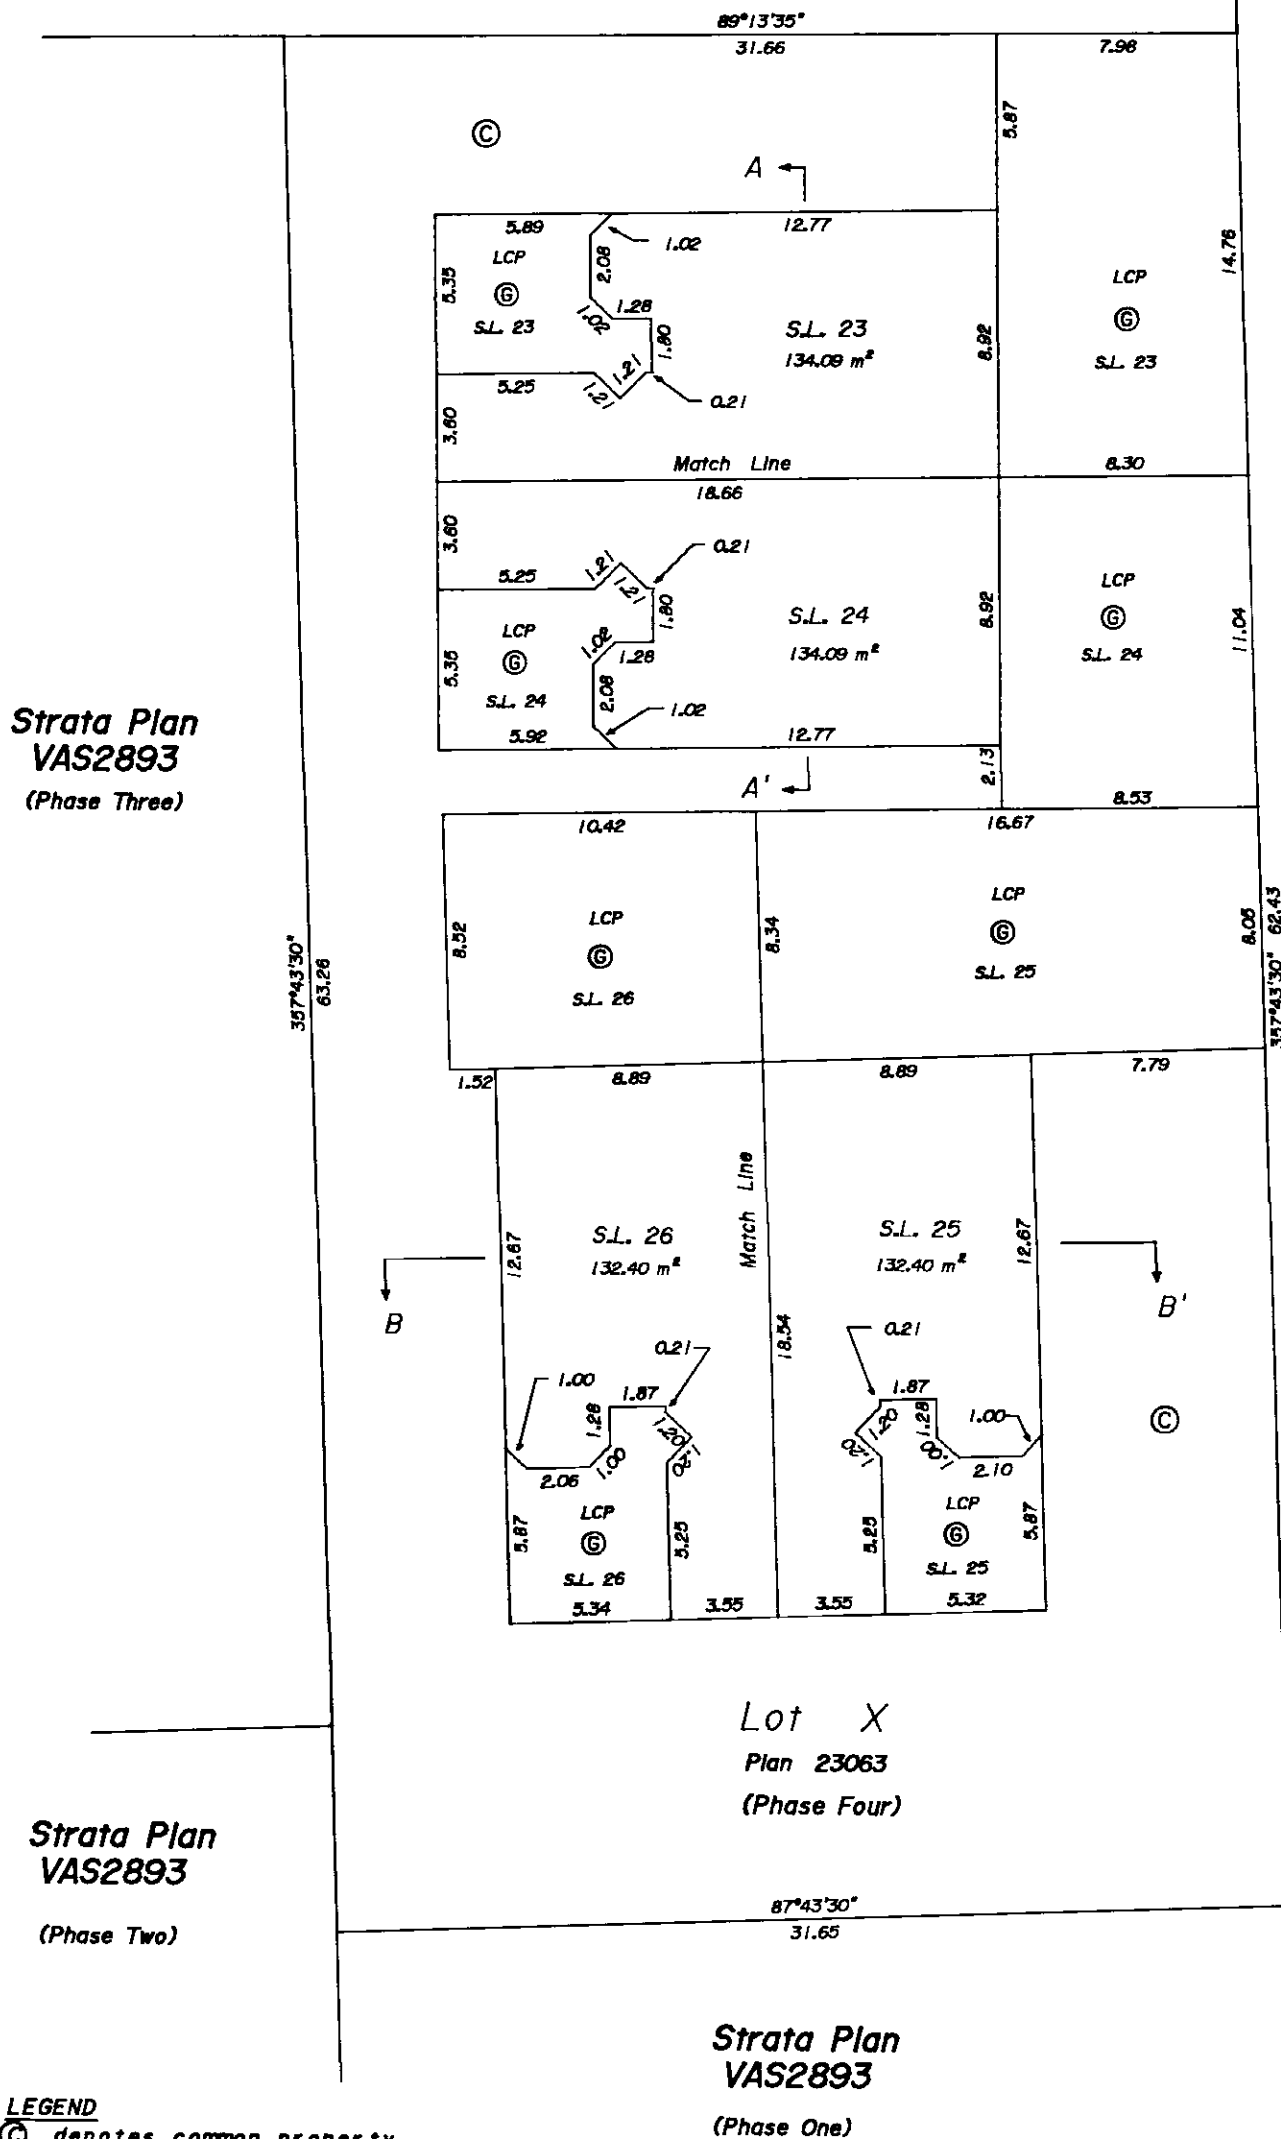 89°13'35"
31.66
7.98
5.87
C
A
5.89
12.77
1.02
14.76
LCP
2.08
5.35
G
S.L. 23
1.28
1.02
1.80
S.L. 23
134.09 m²
8.92
LCP
G
S.L. 23
1.21
1.21
5.25
0.21
3.60
Match Line
8.30
18.66
3.60
0.21
5.25
1.21
1.21
1.80
LCP
G
S.L. 24
5.35
1.02
1.28
2.08
S.L. 24
134.09 m²
8.92
LCP
G
S.L. 24
11.04
1.02
5.92
12.77
2.13
A'
8.53
Strata Plan
VAS2893
(Phase Three)
10.42
16.67
8.52
LCP
G
S.L. 26
8.34
LCP
G
S.L. 25
8.05
357°43'30" 62.43
357°43'30"
63.26
1.52
8.89
8.89
7.79
Match Line
12.67
S.L. 26
132.40 m²
S.L. 25
132.40 m²
12.67
B
B'
18.54
0.21
0.21
1.00
1.87
1.28
1.20
1.20
1.00
2.06
1.87
1.20
1.28
1.20
1.00
1.00
2.10
C
LCP
G
S.L. 26
5.87
5.25
5.25
LCP
G
S.L. 25
5.87
5.34
3.55
3.55
5.32
Lot X
Plan 23063
(Phase Four)
Strata Plan
VAS2893
(Phase Two)
87°43'30"
31.65
Strata Plan
VAS2893
(Phase One)
LEGEND
C denotes common property